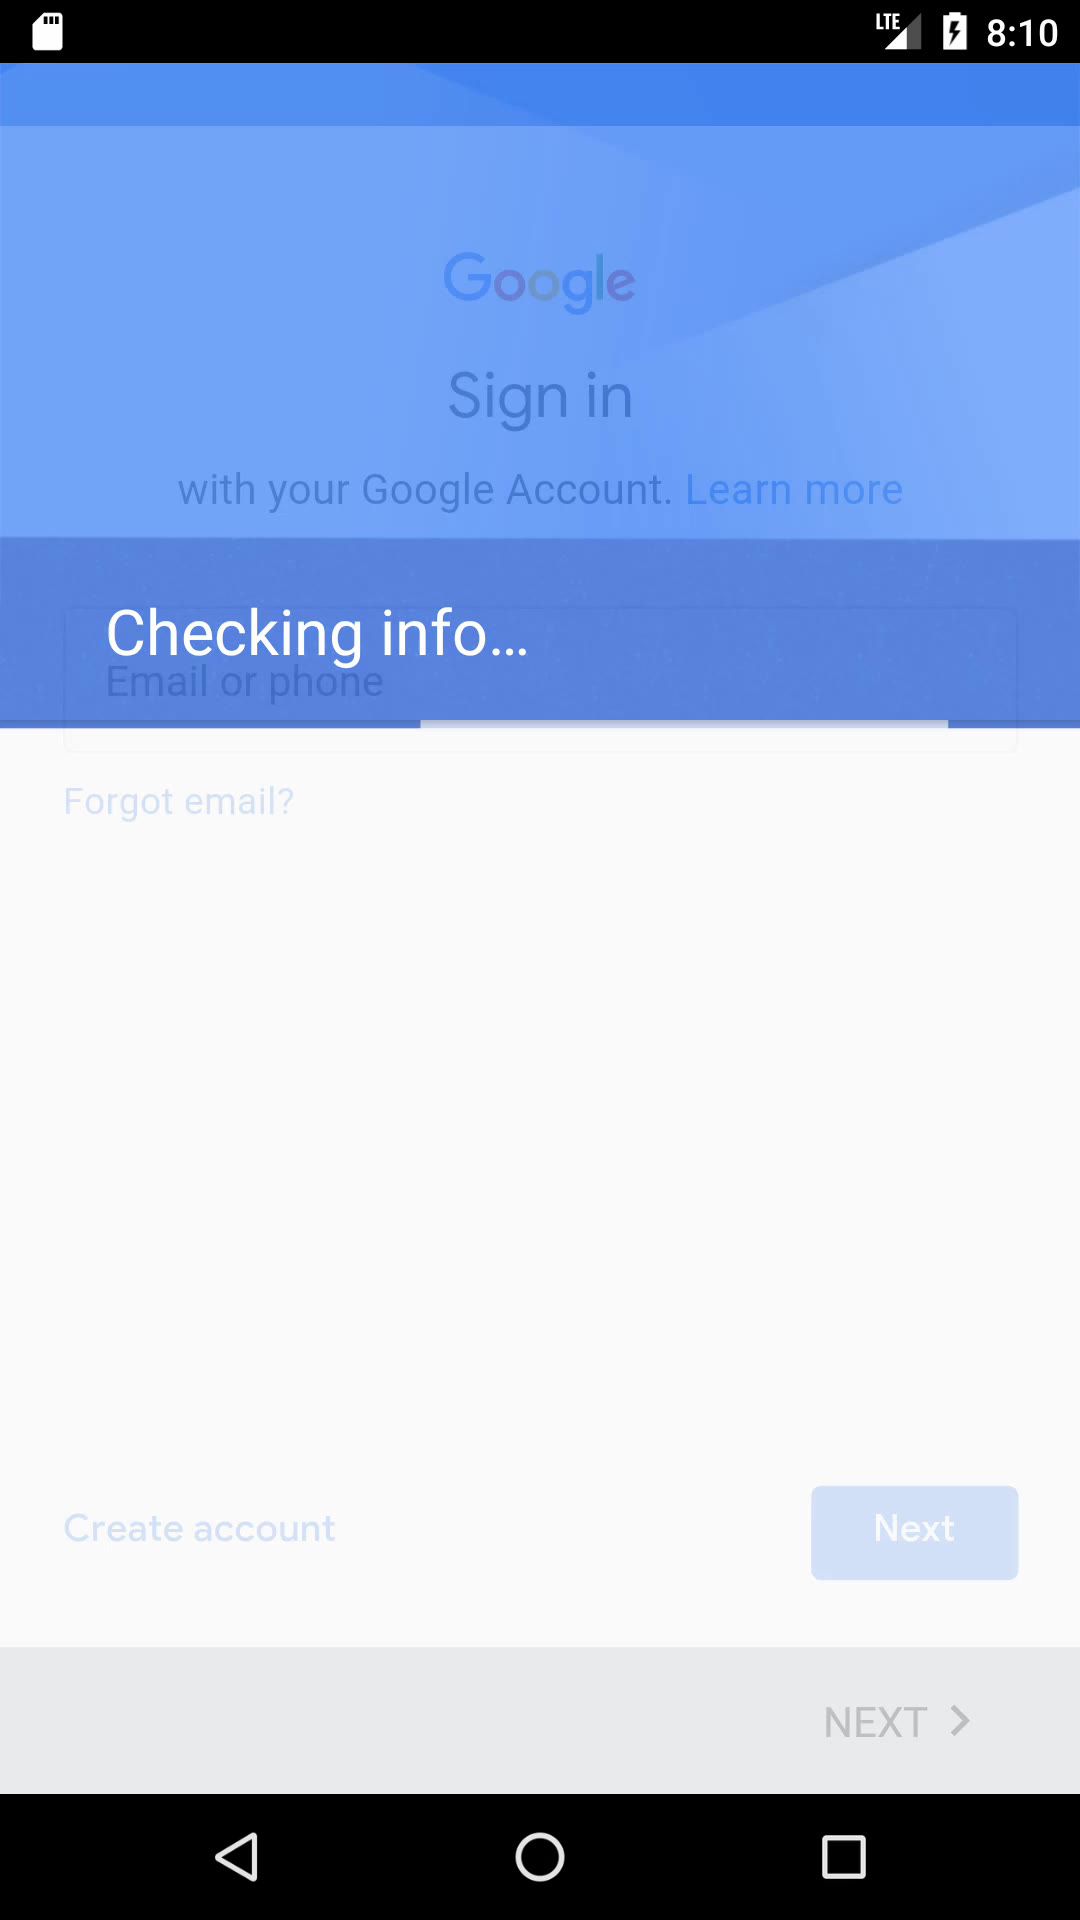 LTE 8:10
Google
Sign in
with your Google Account. Learn more
Checking info...
Email or phone
Forgot email?
Create account
Next
NEXT